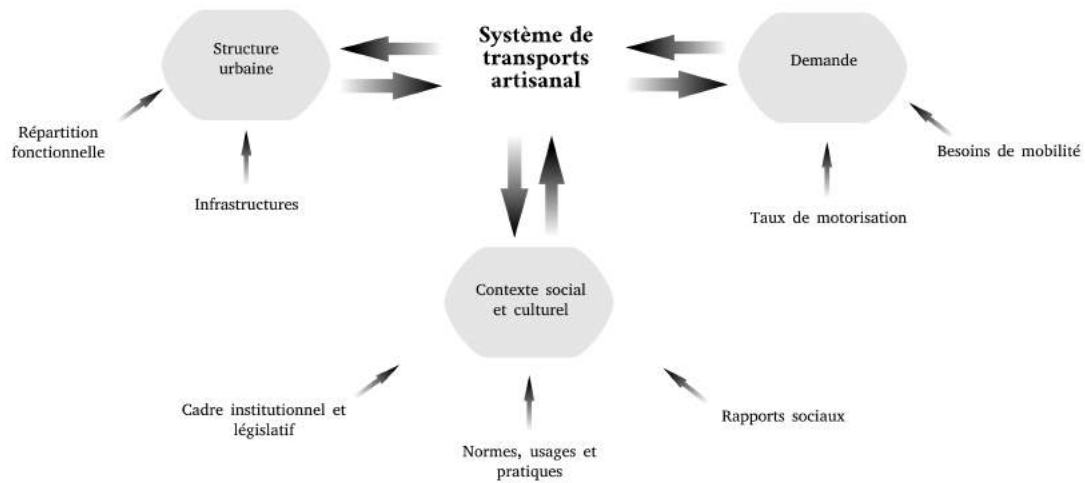 Structure
urbaine
Système de
transports
artisanal
Demande
Répartition
fonctionnelle
Infrastructures
Besoins de mobilité
Taux de motorisation
Contexte social
et culturel
Cadre institutionnel et
législatif
Normes, usages et
pratiques
Rapports sociaux